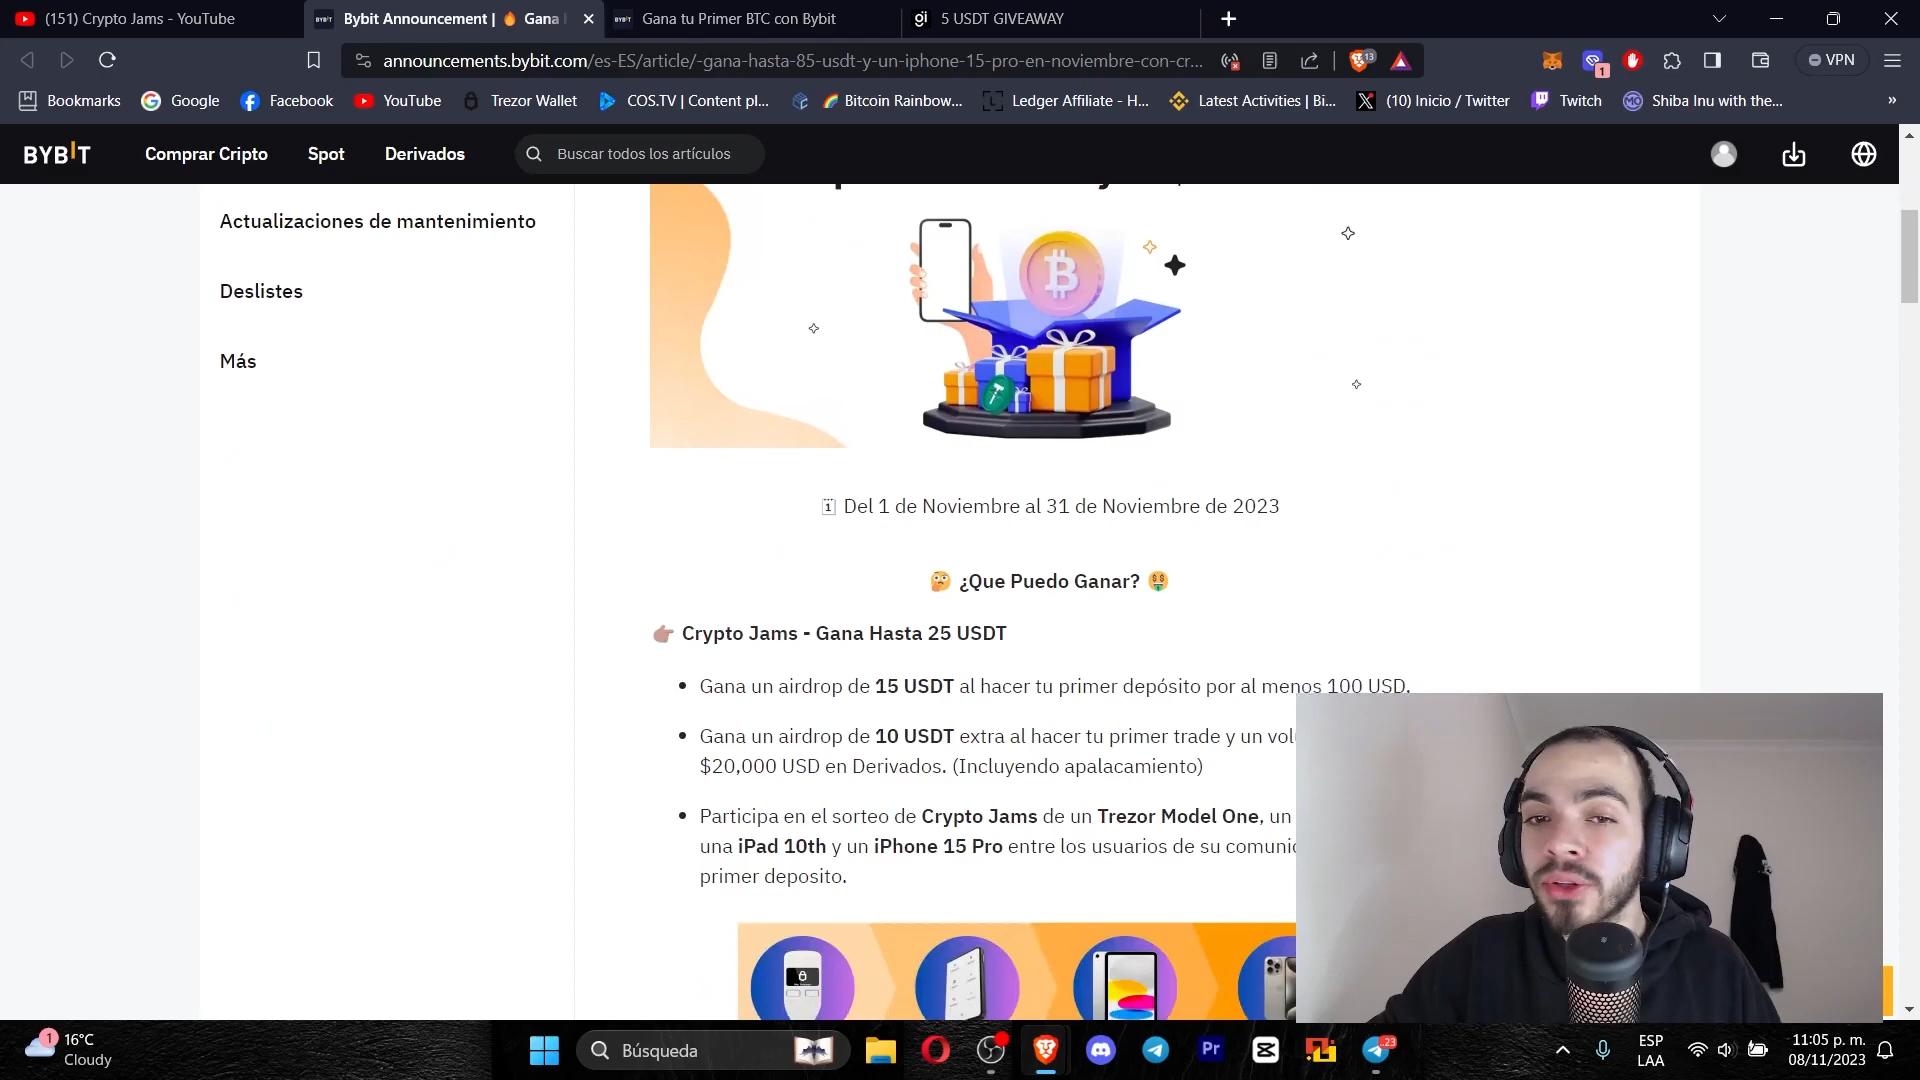 (151) Crypto Jams - YouTube
Bybit Announcement | 🔥 Gana
Gana tu Primer BTC con Bybit
5 USDT GIVEAWAY
announcements.bybit.com/es-ES/article/-gana-hasta-85-usdt-y-un-iphone-15-pro-en-noviembre-con-cr...
13
1
VPN
Bookmarks
Google
Facebook
YouTube
Trezor Wallet
COS.TV | Content pl...
🌈 Bitcoin Rainbow...
Ledger Affiliate - H...
Latest Activities | Bi...
(10) Inicio / Twitter
Twitch
Shiba Inu with the...
»
BYBIT
Comprar Cripto
Spot
Derivados
Buscar todos los artículos
Actualizaciones de mantenimiento
Deslistes
Más
🗓 Del 1 de Noviembre al 31 de Noviembre de 2023
🤔 ¿Que Puedo Ganar? 🤑
👉 Crypto Jams - Gana Hasta 25 USDT
• Gana un airdrop de 15 USDT al hacer tu primer depósito por al menos 100 USD.
• Gana un airdrop de 10 USDT extra al hacer tu primer trade y un
$20,000 USD en Derivados. (Incluyendo apalacamiento)
• Participa en el sorteo de Crypto Jams de un Trezor Model One, un
una iPad 10th y un iPhone 15 Pro entre los usuarios de su
primer deposito.
1
16°C
Cloudy
Búsqueda
Pr
23
ESP
LAA
11:05 p. m.
08/11/2023